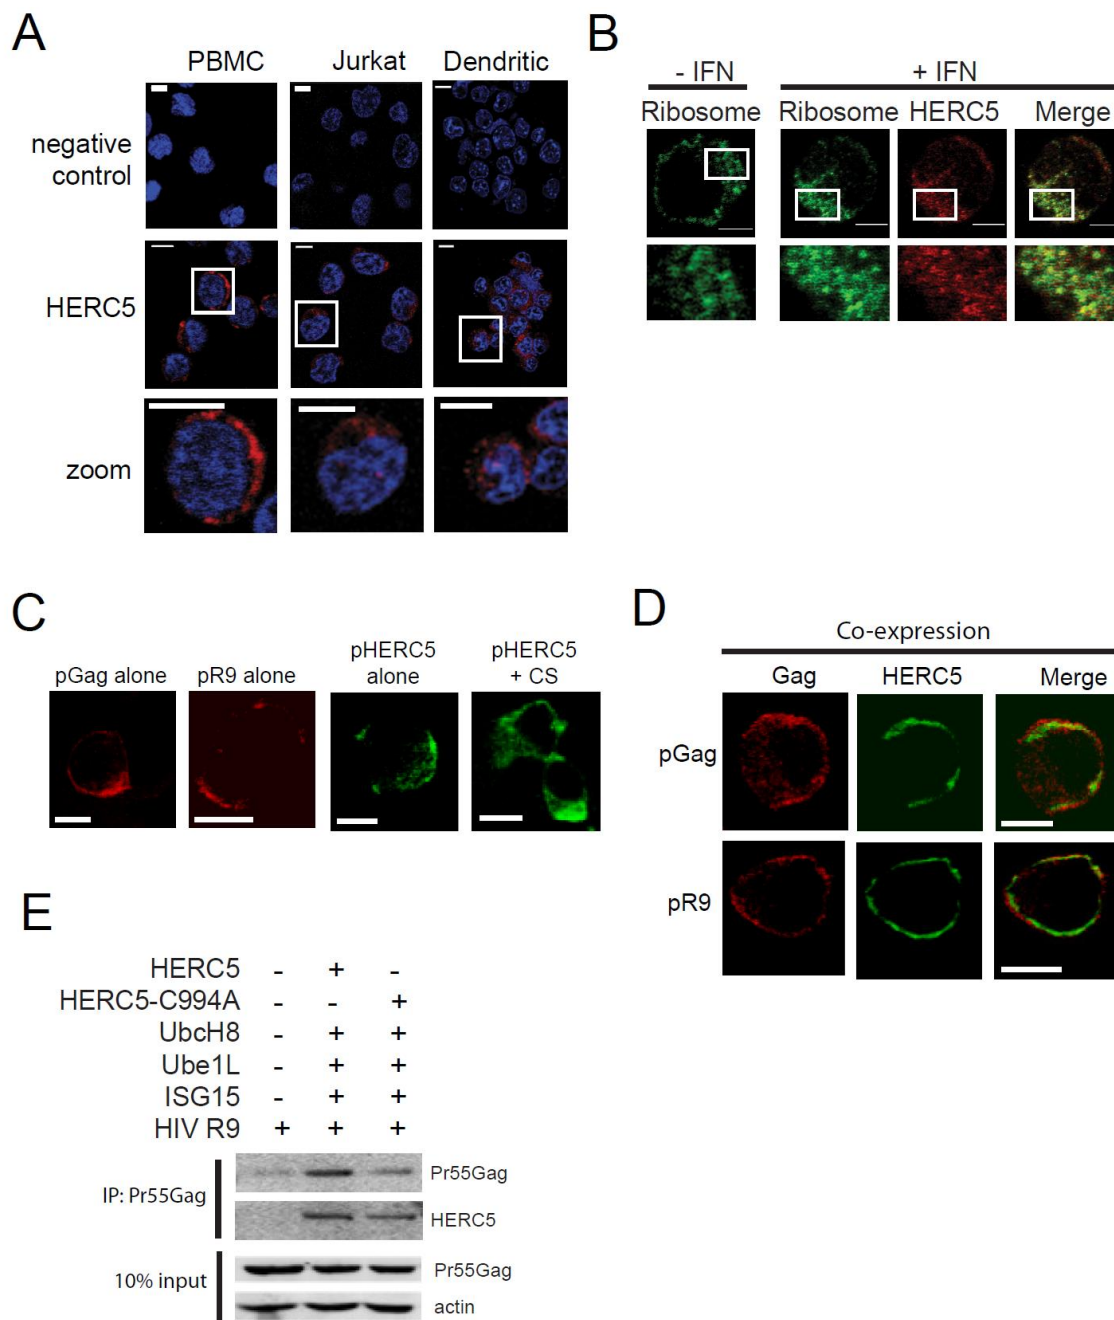 A
PBMC Jurkat Dendritic
negative
control
HERC5
zoom
B
- IFN + IFN
Ribosome Ribosome HERC5 Merge
C
pGag alone pR9 alone pHERC5
alone pHERC5
+ CS
D
Co-expression
Gag HERC5 Merge
pGag
pR9
E
HERC5 - + -
HERC5-C994A - - +
UbcH8 - + +
Ube1L - + +
ISG15 - + +
HIV R9 + + +
IP: Pr55Gag
Pr55Gag
HERC5
10% input
Pr55Gag
actin